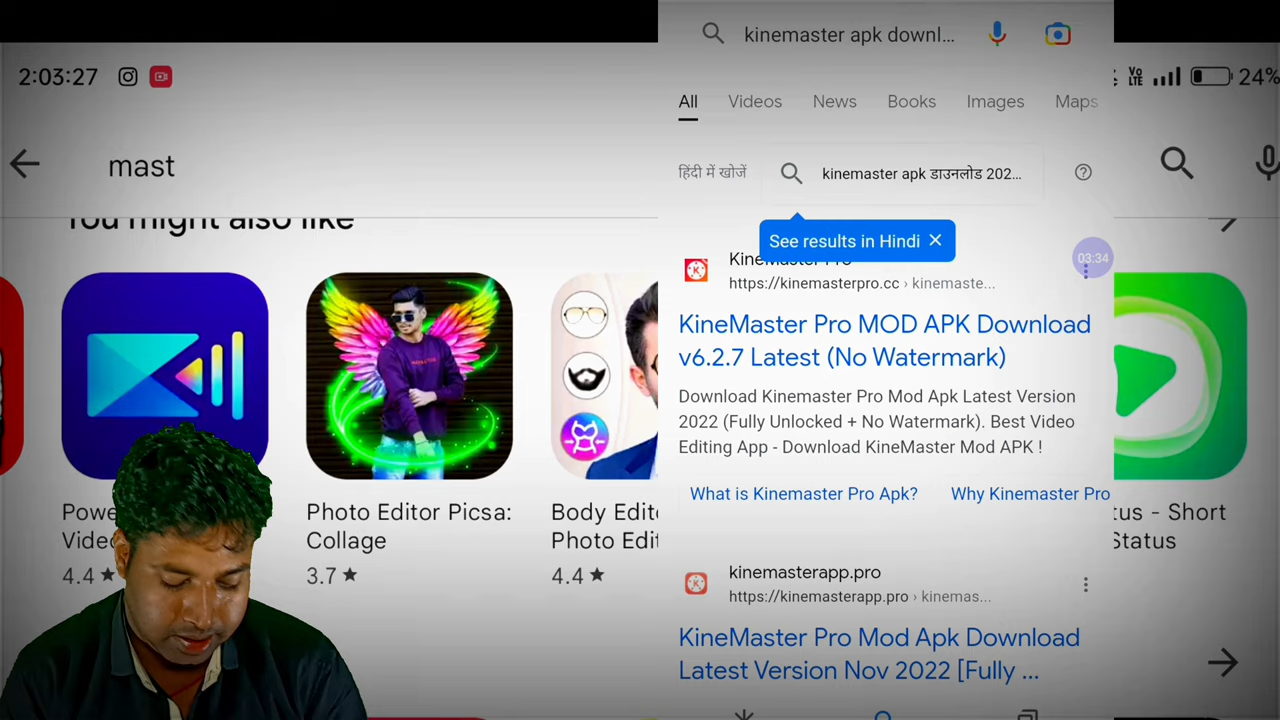 2:03:27
24%
mast
You might also like
Video
4.4★
Photo Editor Picsa:
Collage
3.7★
Body
Photo
4.4★
Short
Status
kinemaster apk downl...
All Videos News Books Images Maps
हिंदी में खोजें
kinemaster apk डाउनलोड 202...
See results in Hindi
03:34
KineMaster Pro
https://kinemasterpro.cc › kinemaste...
KineMaster Pro MOD APK Download
v6.2.7 Latest (No Watermark)
Download Kinemaster Pro Mod Apk Latest Version
2022 (Fully Unlocked + No Watermark). Best Video
Editing App - Download KineMaster Mod APK !
What is Kinemaster Pro Apk? Why Kinemaster Pro
kinemasterapp.pro
https://kinemasterapp.pro › kinemas...
KineMaster Pro Mod Apk Download
Latest Version Nov 2022 [Fully ...